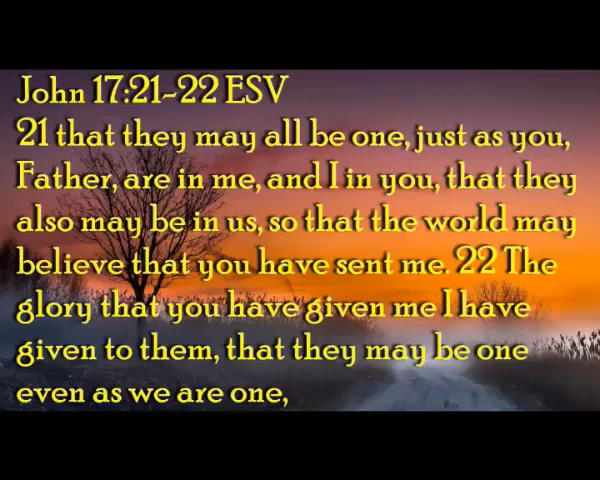 John 17:21-22 ESV
21 that they may all be one, just as you,
Father, are in me, and I in you, that they
also may be in us, so that the world may
believe that you have sent me. 22 The
glory that you have given me I have
given to them, that they may be one
even as we are one,